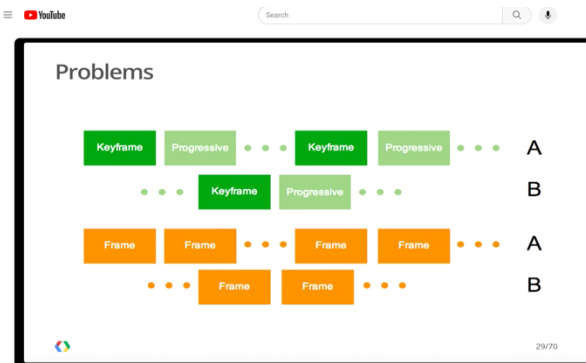 YouTube
Search
Problems
Keyframe Progressive Keyframe Progressive A
Keyframe Progressive B
Frame Frame Frame Frame A
Frame Frame B
29/70